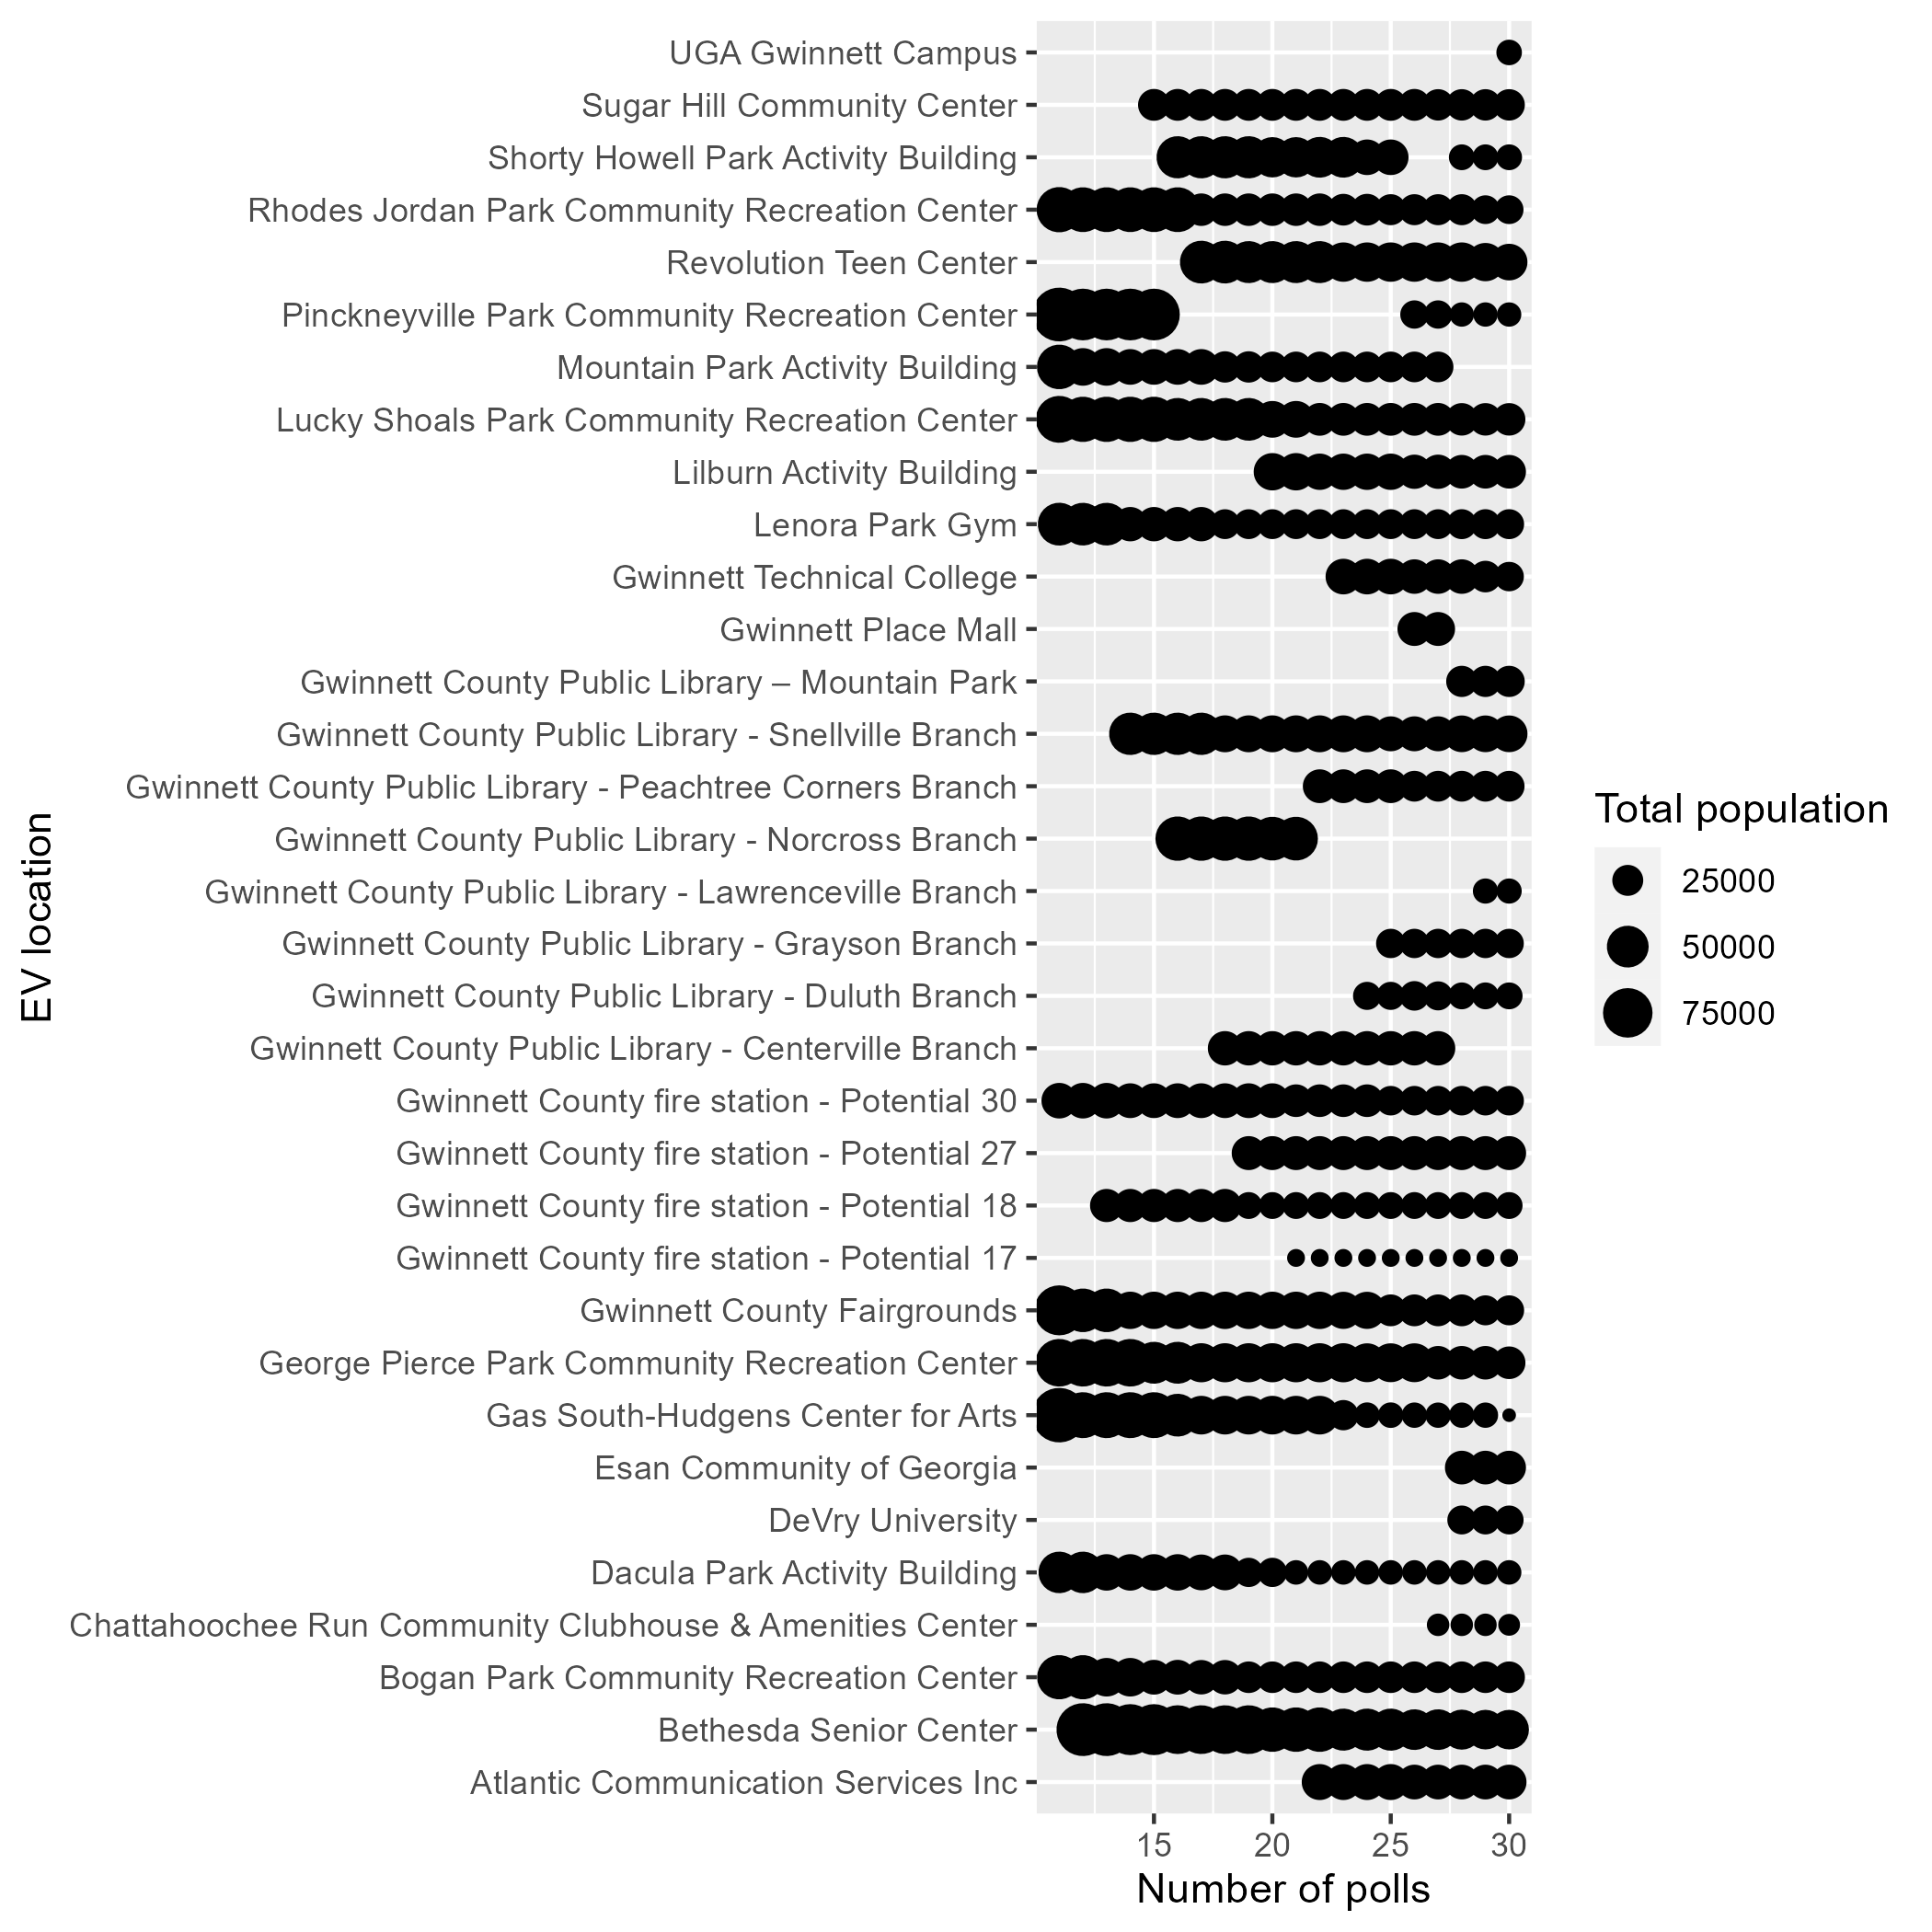 UGA Gwinnett Campus
Sugar Hill Community Center
Shorty Howell Park Activity Building
Rhodes Jordan Park Community Recreation Center
Revolution Teen Center
Pinckneyville Park Community Recreation Center
Mountain Park Activity Building
Lucky Shoals Park Community Recreation Center
Lilburn Activity Building
Lenora Park Gym
Gwinnett Technical College
Gwinnett Place Mall
Gwinnett County Public Library – Mountain Park
Gwinnett County Public Library - Snellville Branch
Gwinnett County Public Library - Peachtree Corners Branch
Gwinnett County Public Library - Norcross Branch
Gwinnett County Public Library - Lawrenceville Branch
Gwinnett County Public Library - Grayson Branch
Gwinnett County Public Library - Duluth Branch
Gwinnett County Public Library - Centerville Branch
Gwinnett County fire station - Potential 30
Gwinnett County fire station - Potential 27
Gwinnett County fire station - Potential 18
Gwinnett County fire station - Potential 17
Gwinnett County Fairgrounds
George Pierce Park Community Recreation Center
Gas South-Hudgens Center for Arts
Esan Community of Georgia
DeVry University
Dacula Park Activity Building
Chattahoochee Run Community Clubhouse & Amenities Center
Bogan Park Community Recreation Center
Bethesda Senior Center
Atlantic Communication Services Inc
EV location
15 20 25 30
Number of polls
Total population
25000
50000
75000